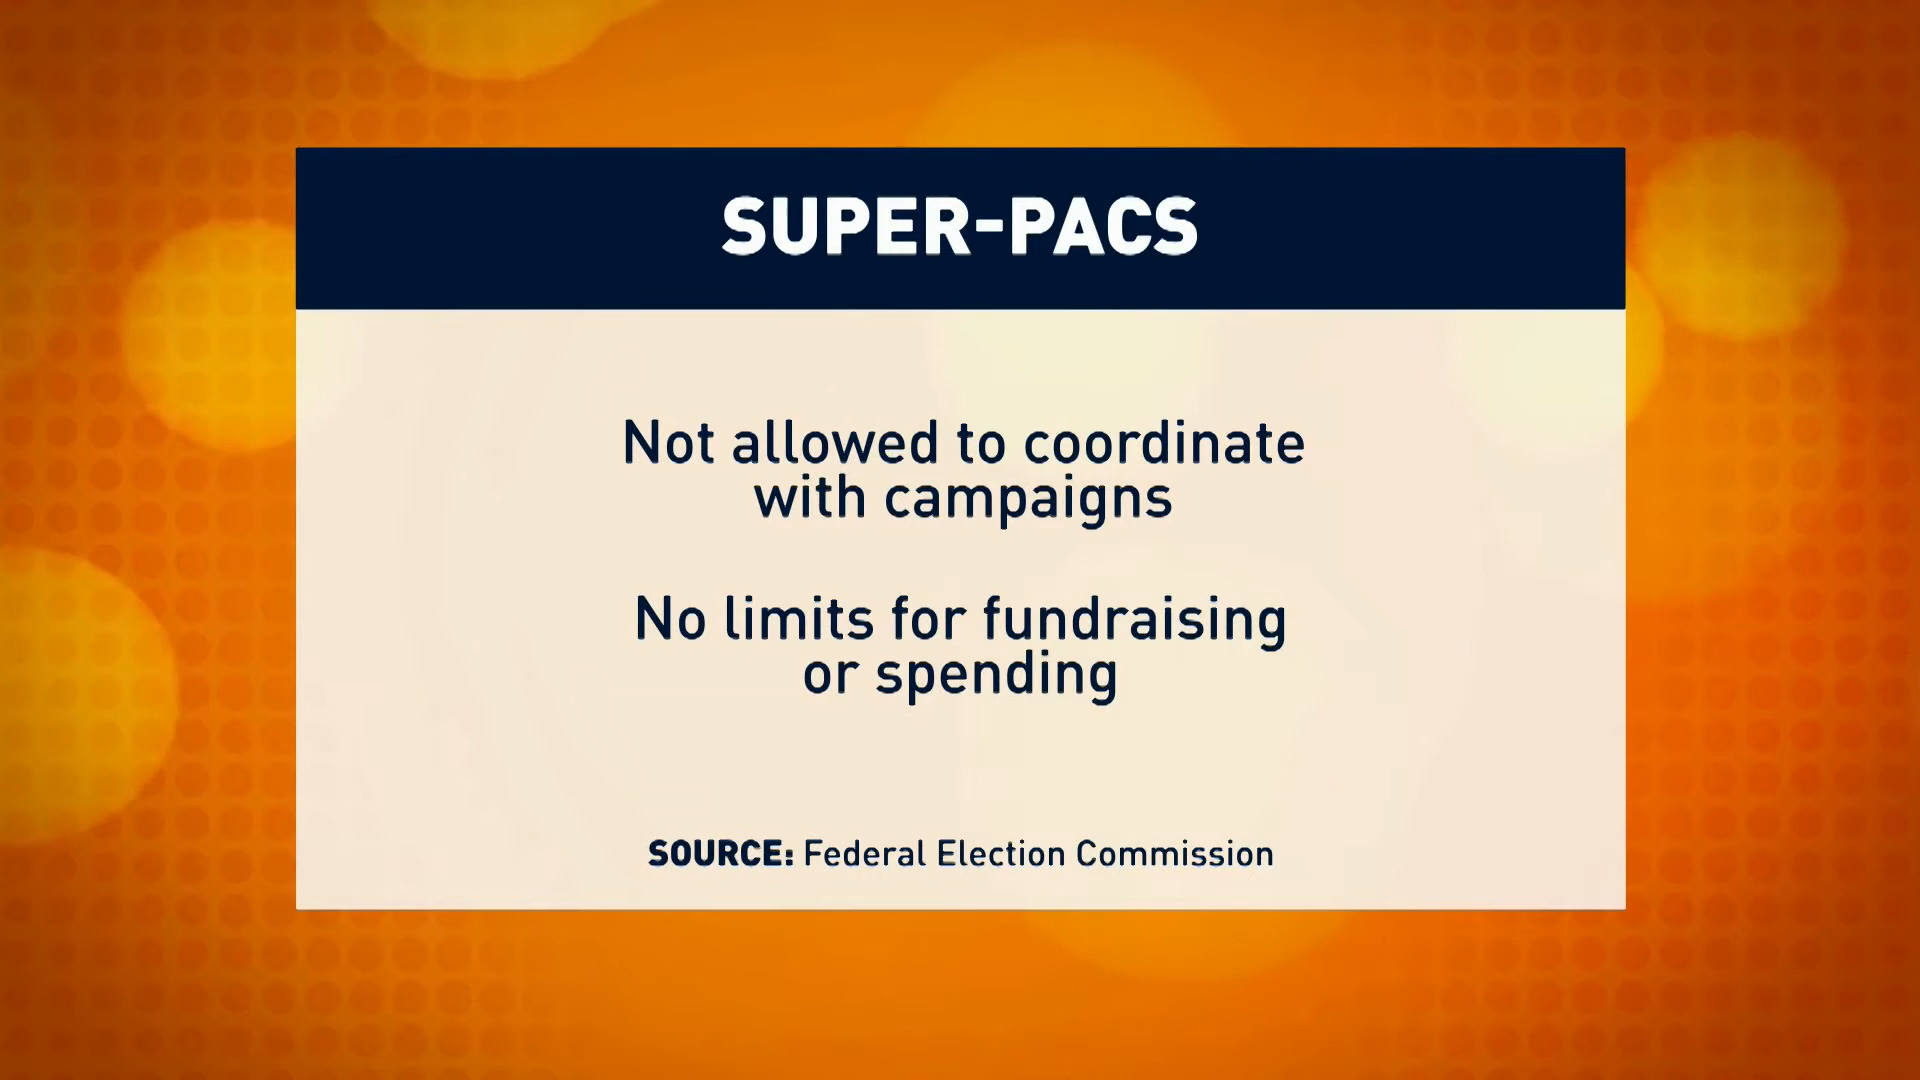 SUPER-PACS
Not allowed to coordinate
with campaigns
No limits for fundraising
or spending
SOURCE: Federal Election Commission